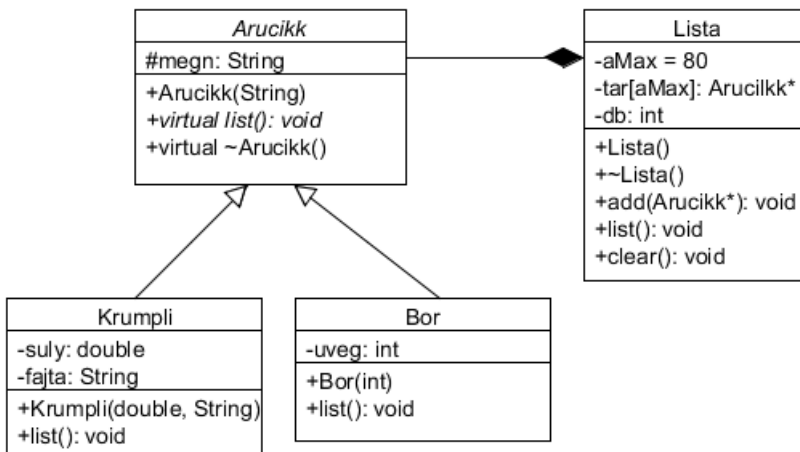 Arucikk
#megn: String
+Arucikk(String)
+virtual list(): void
+virtual ~Arucikk()
Lista
-aMax = 80
-tar[aMax]: Arucilkk*
-db: int
+Lista()
+~Lista()
+add(Arucikk*): void
+list(): void
+clear(): void
Krumpli
-suly: double
-fajta: String
+Krumpli(double, String)
+list(): void
Bor
-uveg: int
+Bor(int)
+list(): void